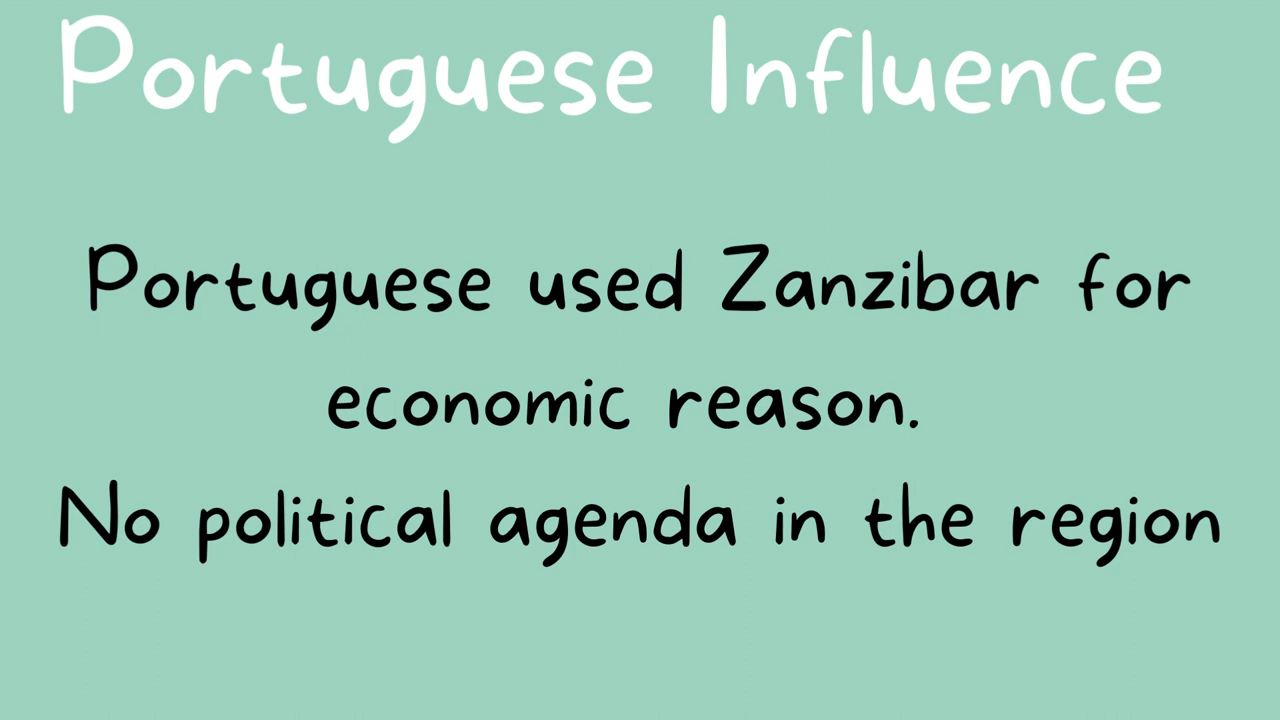 Portuguese Influence
Portuguese used Zanzibar for
economic reason.
No political agenda in the region